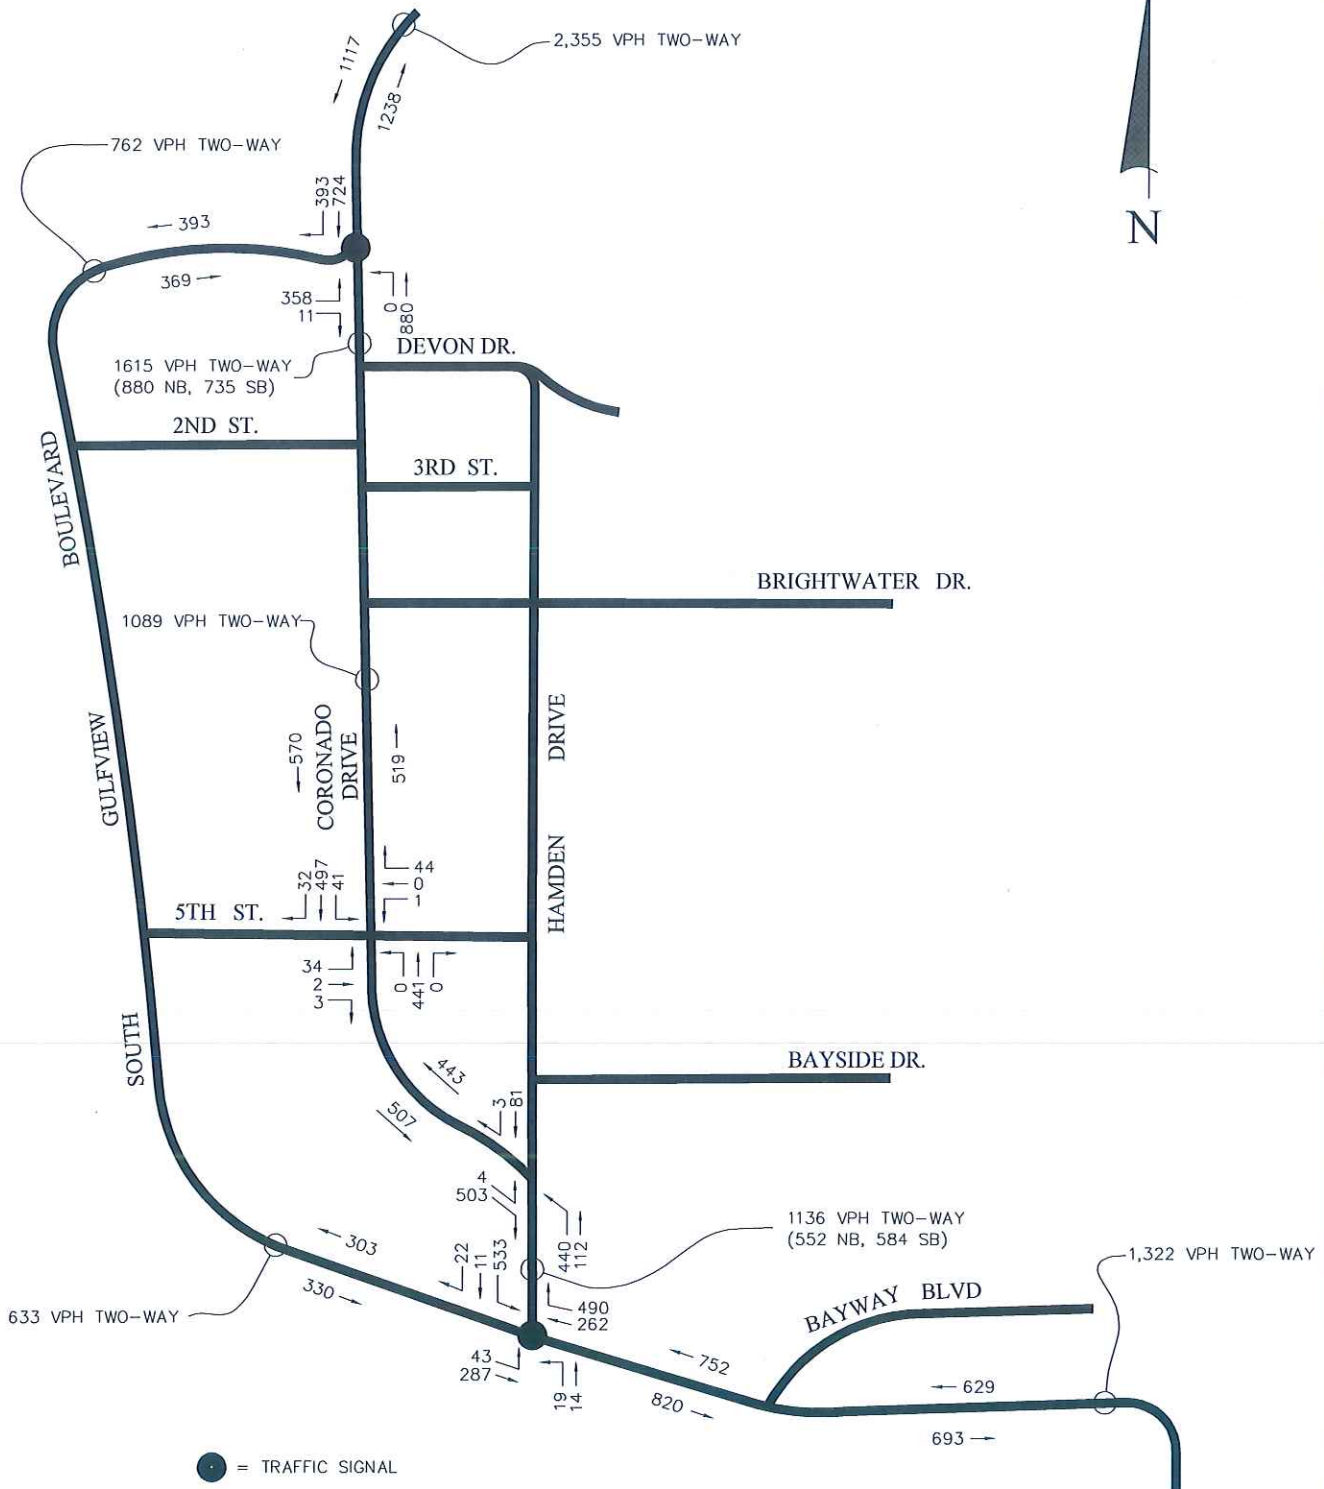 2,355 VPH TWO-WAY
1117
1238
762 VPH TWO-WAY
393
724
393
369
N
358
11
0
880
DEVON DR.
1615 VPH TWO-WAY
(880 NB, 735 SB)
2ND ST.
3RD ST.
BOULEVARD
BRIGHTWATER DR.
1089 VPH TWO-WAY
GULFVIEW
570
CORONADO
DRIVE
519
DRIVE
HAMDEN
32
497
41
44
0
1
5TH ST.
34
2
3
0
441
0
SOUTH
BAYSIDE DR.
443
507
3
81
4
503
440
112
1136 VPH TWO-WAY
(552 NB, 584 SB)
1,322 VPH TWO-WAY
303
330
22
11
533
490
262
633 VPH TWO-WAY
BAYWAY BLVD
43
287
19
14
752
820
629
693
= TRAFFIC SIGNAL